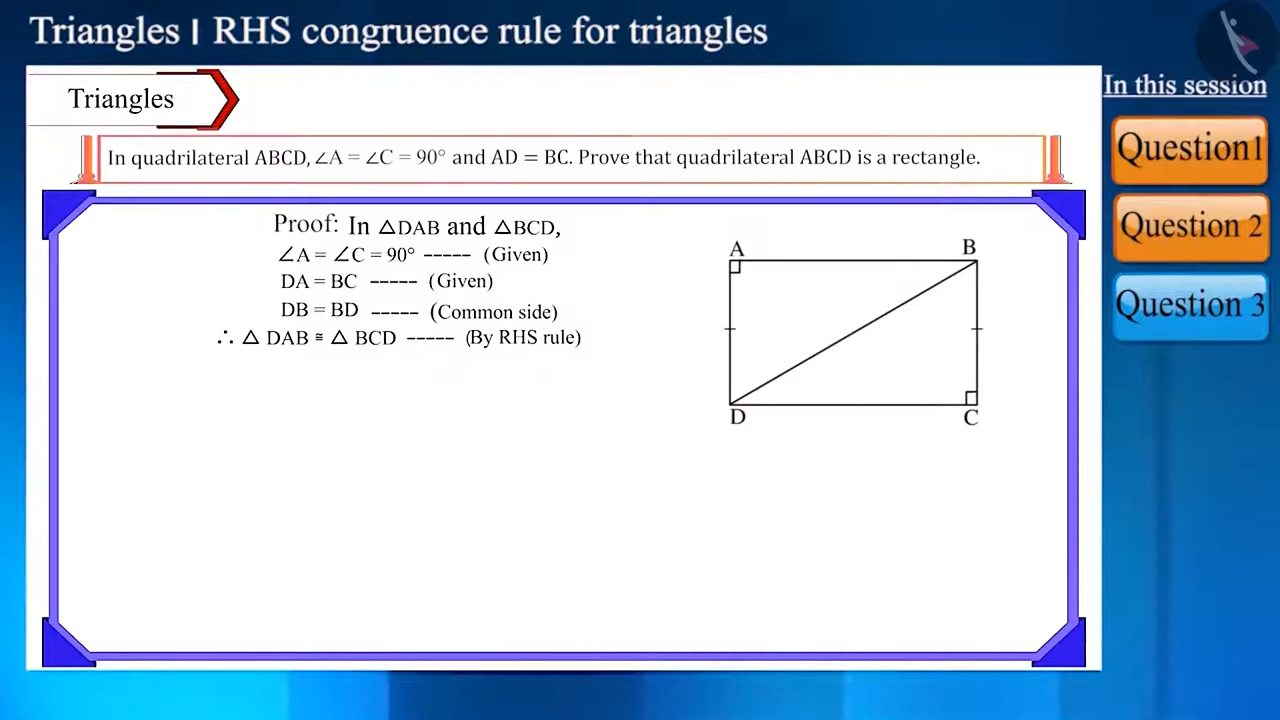 Triangles | RHS congruence rule for triangles
In this session
Triangles
Question1
In quadrilateral ABCD, ∠A = ∠C = 90° and AD = BC. Prove that quadrilateral ABCD is a rectangle.
Question 2
Question 3
Proof: In △DAB and △BCD,
∠A = ∠C = 90° ----- (Given)
DA = BC ----- (Given)
DB = BD ----- (Common side)
∴ △ DAB ≅ △ BCD ----- (By RHS rule)
A B
D C